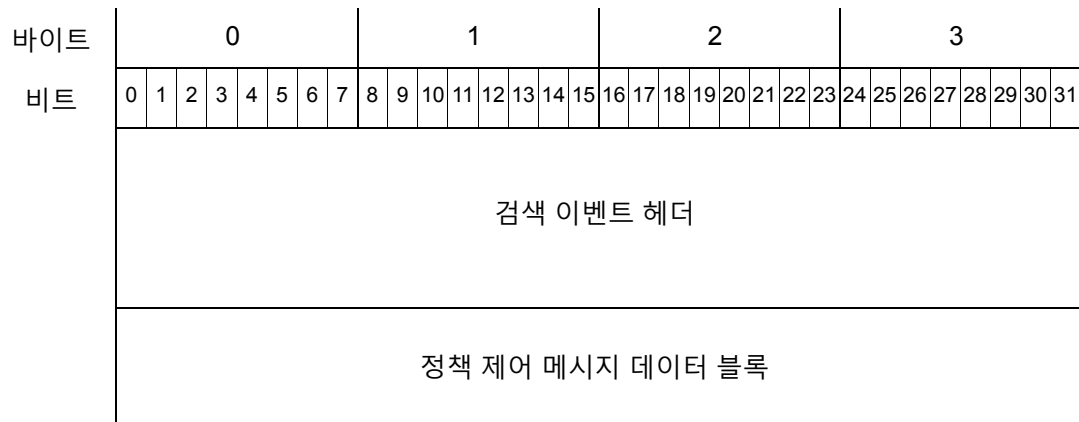 바이트 0 1 2 3
비트 0 1 2 3 4 5 6 7 8 9 10 11 12 13 14 15 16 17 18 19 20 21 22 23 24 25 26 27 28 29 30 31
검색 이벤트 헤더
정책 제어 메시지 데이터 블록